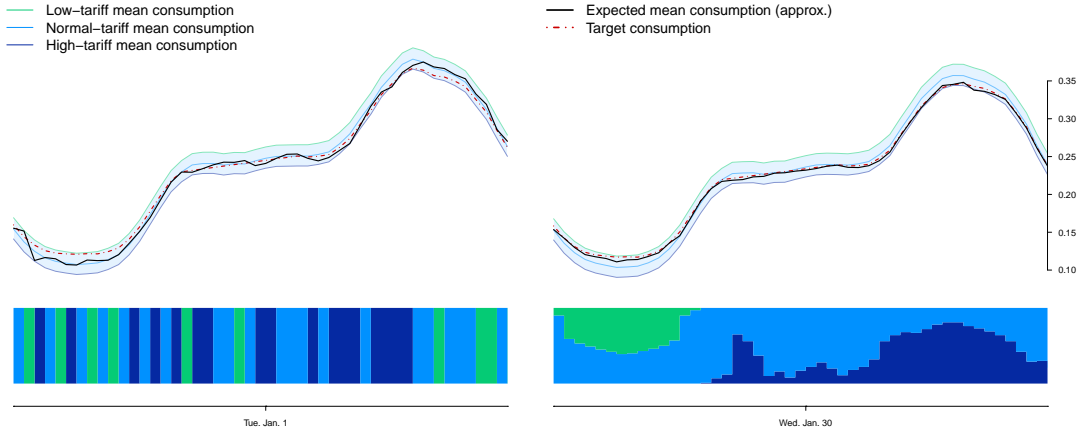 Low−tariff mean consumption
Normal−tariff mean consumption
High−tariff mean consumption
Expected mean consumption (approx.)
Target consumption
0.35
0.30
0.25
0.20
0.15
0.10
Tue. Jan. 1
Wed. Jan. 30